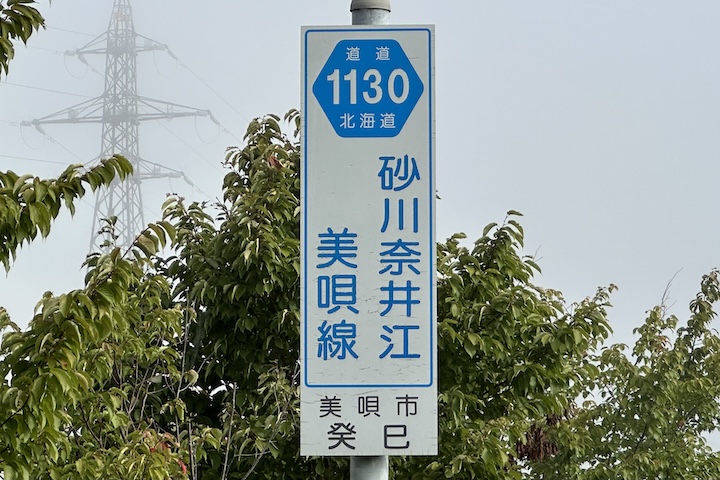 道道
1130
北海道
砂川奈井江
美唄線
美唄市
癸巳